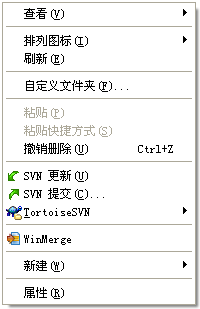 查看(V)
排列图标(I)
刷新(E)
自定义文件夹(F)...
粘贴(P)
粘贴快捷方式(S)
撤销删除(U) Ctrl+Z
SVN 更新(U)
SVN 提交(C)...
TortoiseSVN
WinMerge
新建(W)
属性(R)